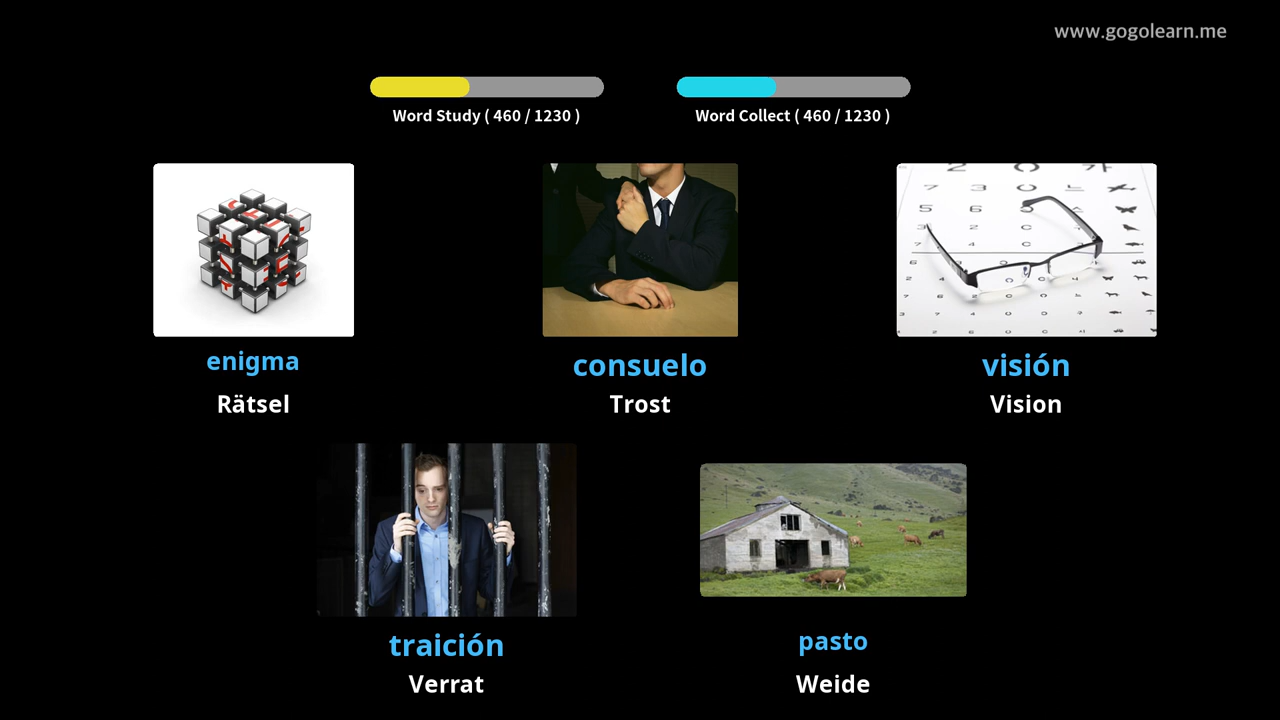 www.gogolearn.me
Word Study ( 460 / 1230 )
Word Collect ( 460 / 1230 )
enigma
Rätsel
consuelo
Trost
visión
Vision
traición
Verrat
pasto
Weide